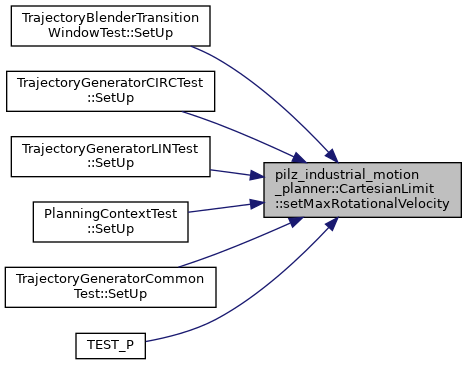 TrajectoryBlenderTransition
WindowTest::SetUp
TrajectoryGeneratorCIRCTest
::SetUp
TrajectoryGeneratorLINTest
::SetUp
PlanningContextTest
::SetUp
TrajectoryGeneratorCommon
Test::SetUp
TEST_P
pilz_industrial_motion
_planner::CartesianLimit
::setMaxRotationalVelocity